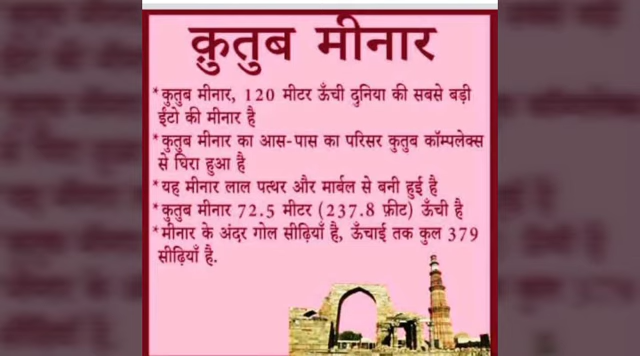 क़ुतुब मीनार
*कुतुब मीनार, 120 मीटर ऊँची दुनिया की सबसे बड़ी
ईंटो की मीनार है
*कुतुब मीनार का आस-पास का परिसर कुतुब कॉम्पलेक्स
से घिरा हुआ है
*यह मीनार लाल पत्थर और मार्बल से बनी हुई है
*कुतुब मीनार 72.5 मीटर (237.8 फ़ीट) ऊँची है
*मीनार के अंदर गोल सीढ़ियाँ है, ऊँचाई तक कुल 379
सीढ़ियाँ है.